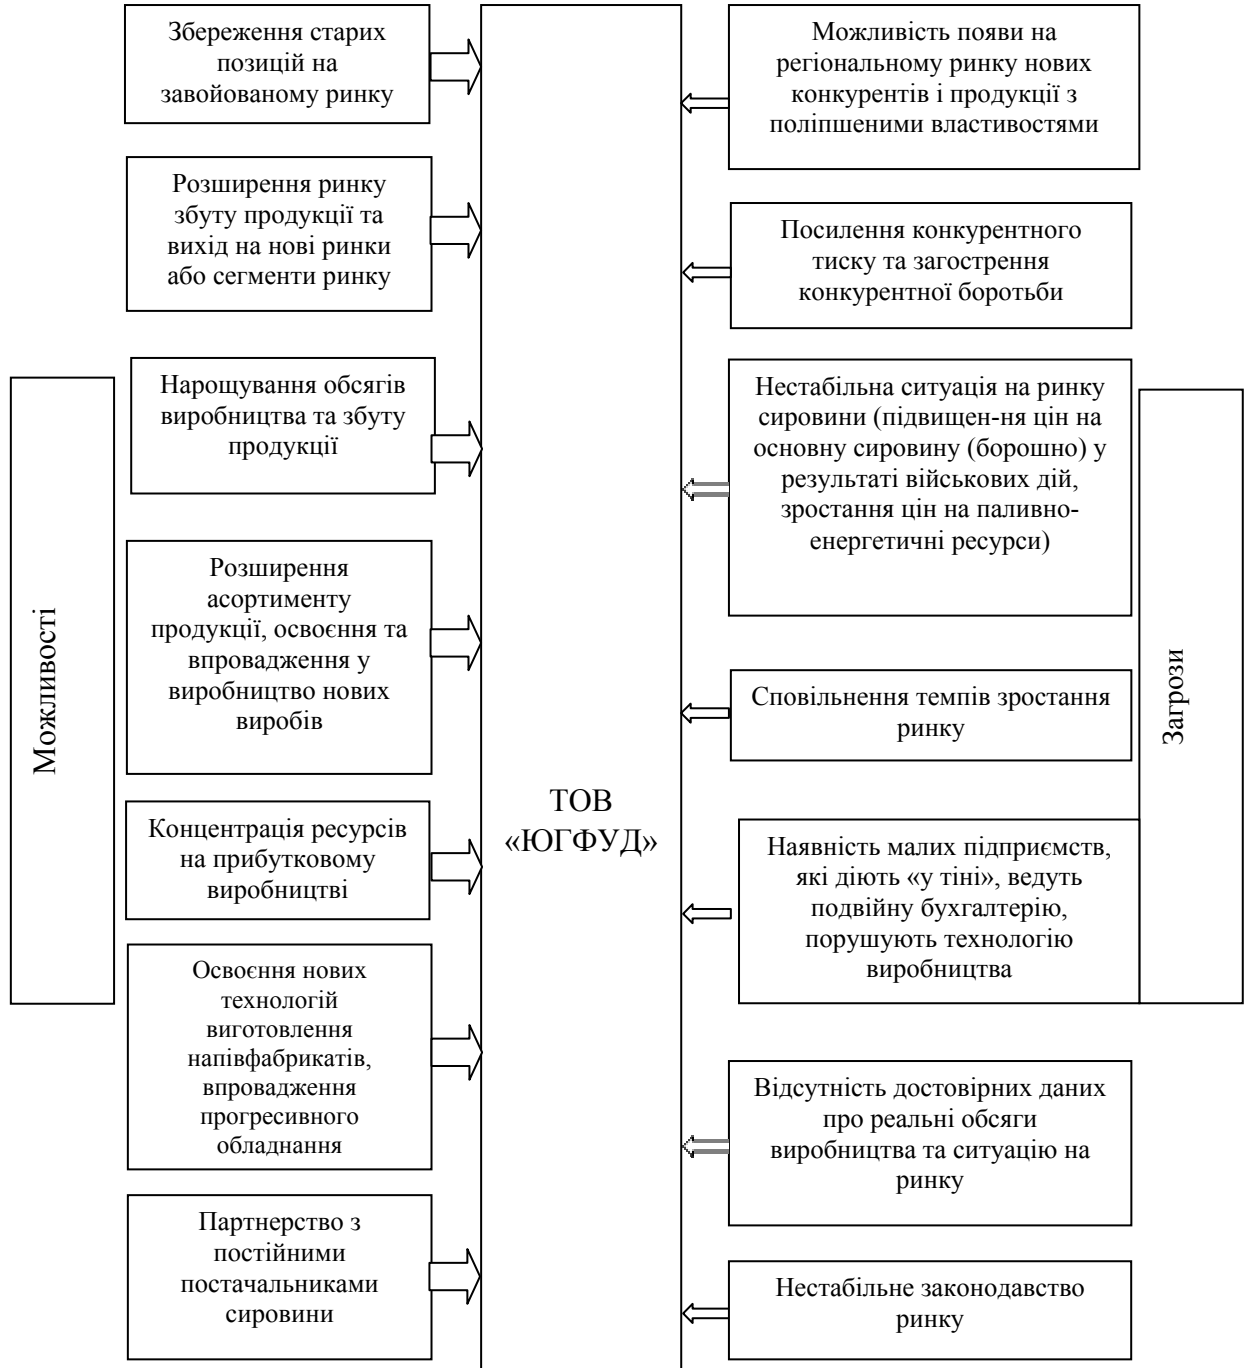 Збереження старих
позицій на
завойованому ринку
Розширення ринку
збуту продукції та
вихід на нові ринки
або сегменти ринку
Нарощування обсягів
виробництва та збуту
продукції
Розширення
асортименту
продукції, освоєння та
впровадження у
виробництво нових
виробів
Концентрація ресурсів
на прибутковому
виробництві
Освоєння нових
технологій
виготовлення
напівфабрикатів,
впровадження
прогресивного
обладнання
Партнерство з
постійними
постачальниками
сировини
Можливості
ТОВ
«ЮГФУД»
Можливість появи на
регіональному ринку нових
конкурентів і продукції з
поліпшеними властивостями
Посилення конкурентного
тиску та загострення
конкурентної боротьби
Нестабільна ситуація на ринку
сировини (підвищен-ня цін на
основну сировину (борошно) у
результаті військових дій,
зростання цін на паливно-
енергетичні ресурси)
Сповільнення темпів зростання
ринку
Наявність малих підприємств,
які діють «у тіні», ведуть
подвійну бухгалтерію,
порушують технологію
виробництва
Відсутність достовірних даних
про реальні обсяги
виробництва та ситуацію на
ринку
Нестабільне законодавство
ринку
Загрози